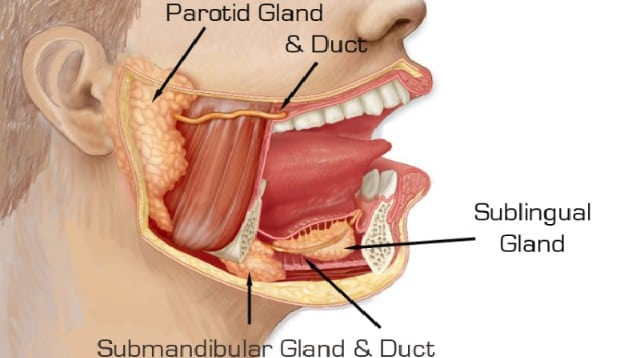 Parotid Gland
& Duct
Sublingual
Gland
Submandibular Gland & Duct